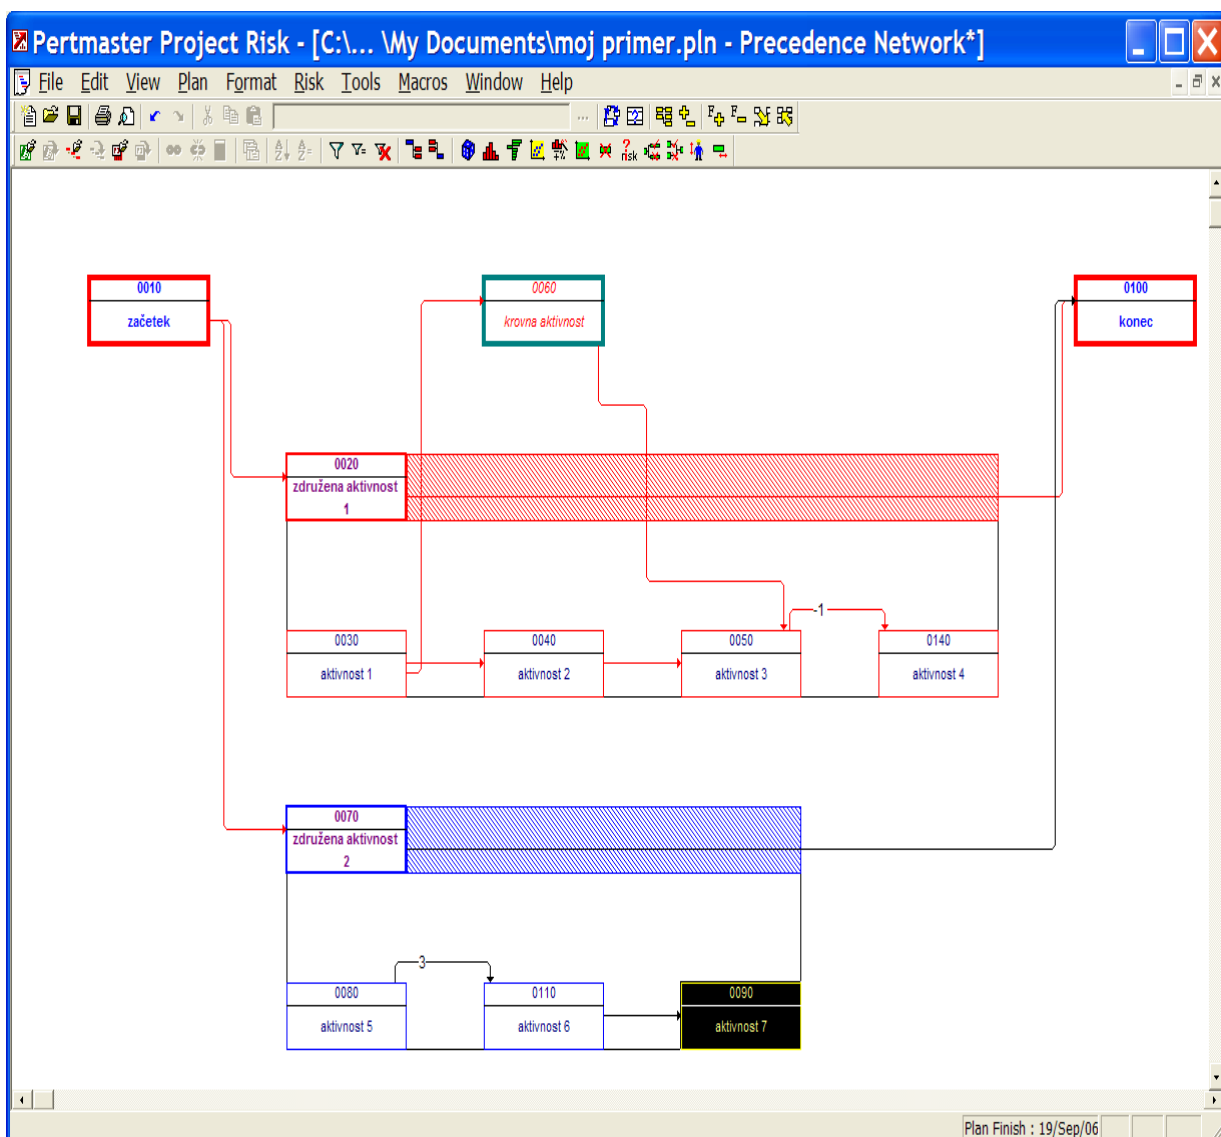 Pertmaster Project Risk - [C:\... \My Documents\moj primer.pln - Precedence Network*]
File Edit View Plan Format Risk Tools Macros Window Help
risk
0010
začetek
0060
krovna aktivnost
0100
konec
0020
združena aktivnost
1
-1
0030
aktivnost 1
0040
aktivnost 2
0050
aktivnost 3
0140
aktivnost 4
0070
združena aktivnost
2
3
0080
aktivnost 5
0110
aktivnost 6
0090
aktivnost 7
Plan Finish : 19/Sep/06